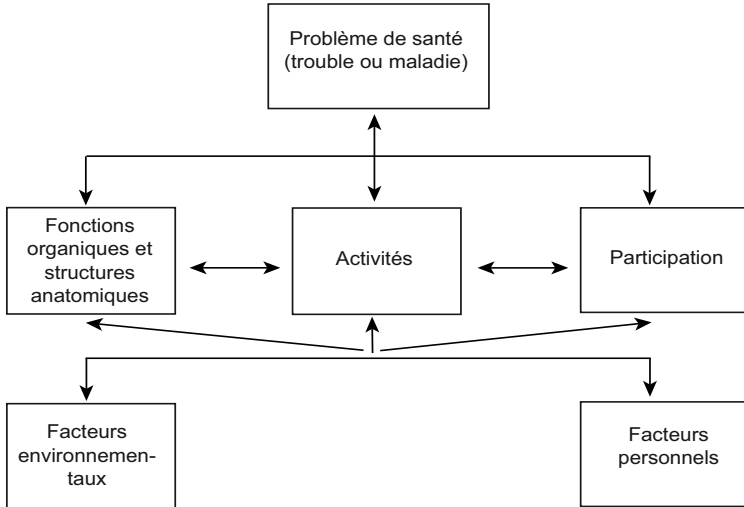 Problème de santé
(trouble ou maladie)
Fonctions
organiques et
structures
anatomiques
Activités
Participation
Facteurs
environnemen-
taux
Facteurs
personnels